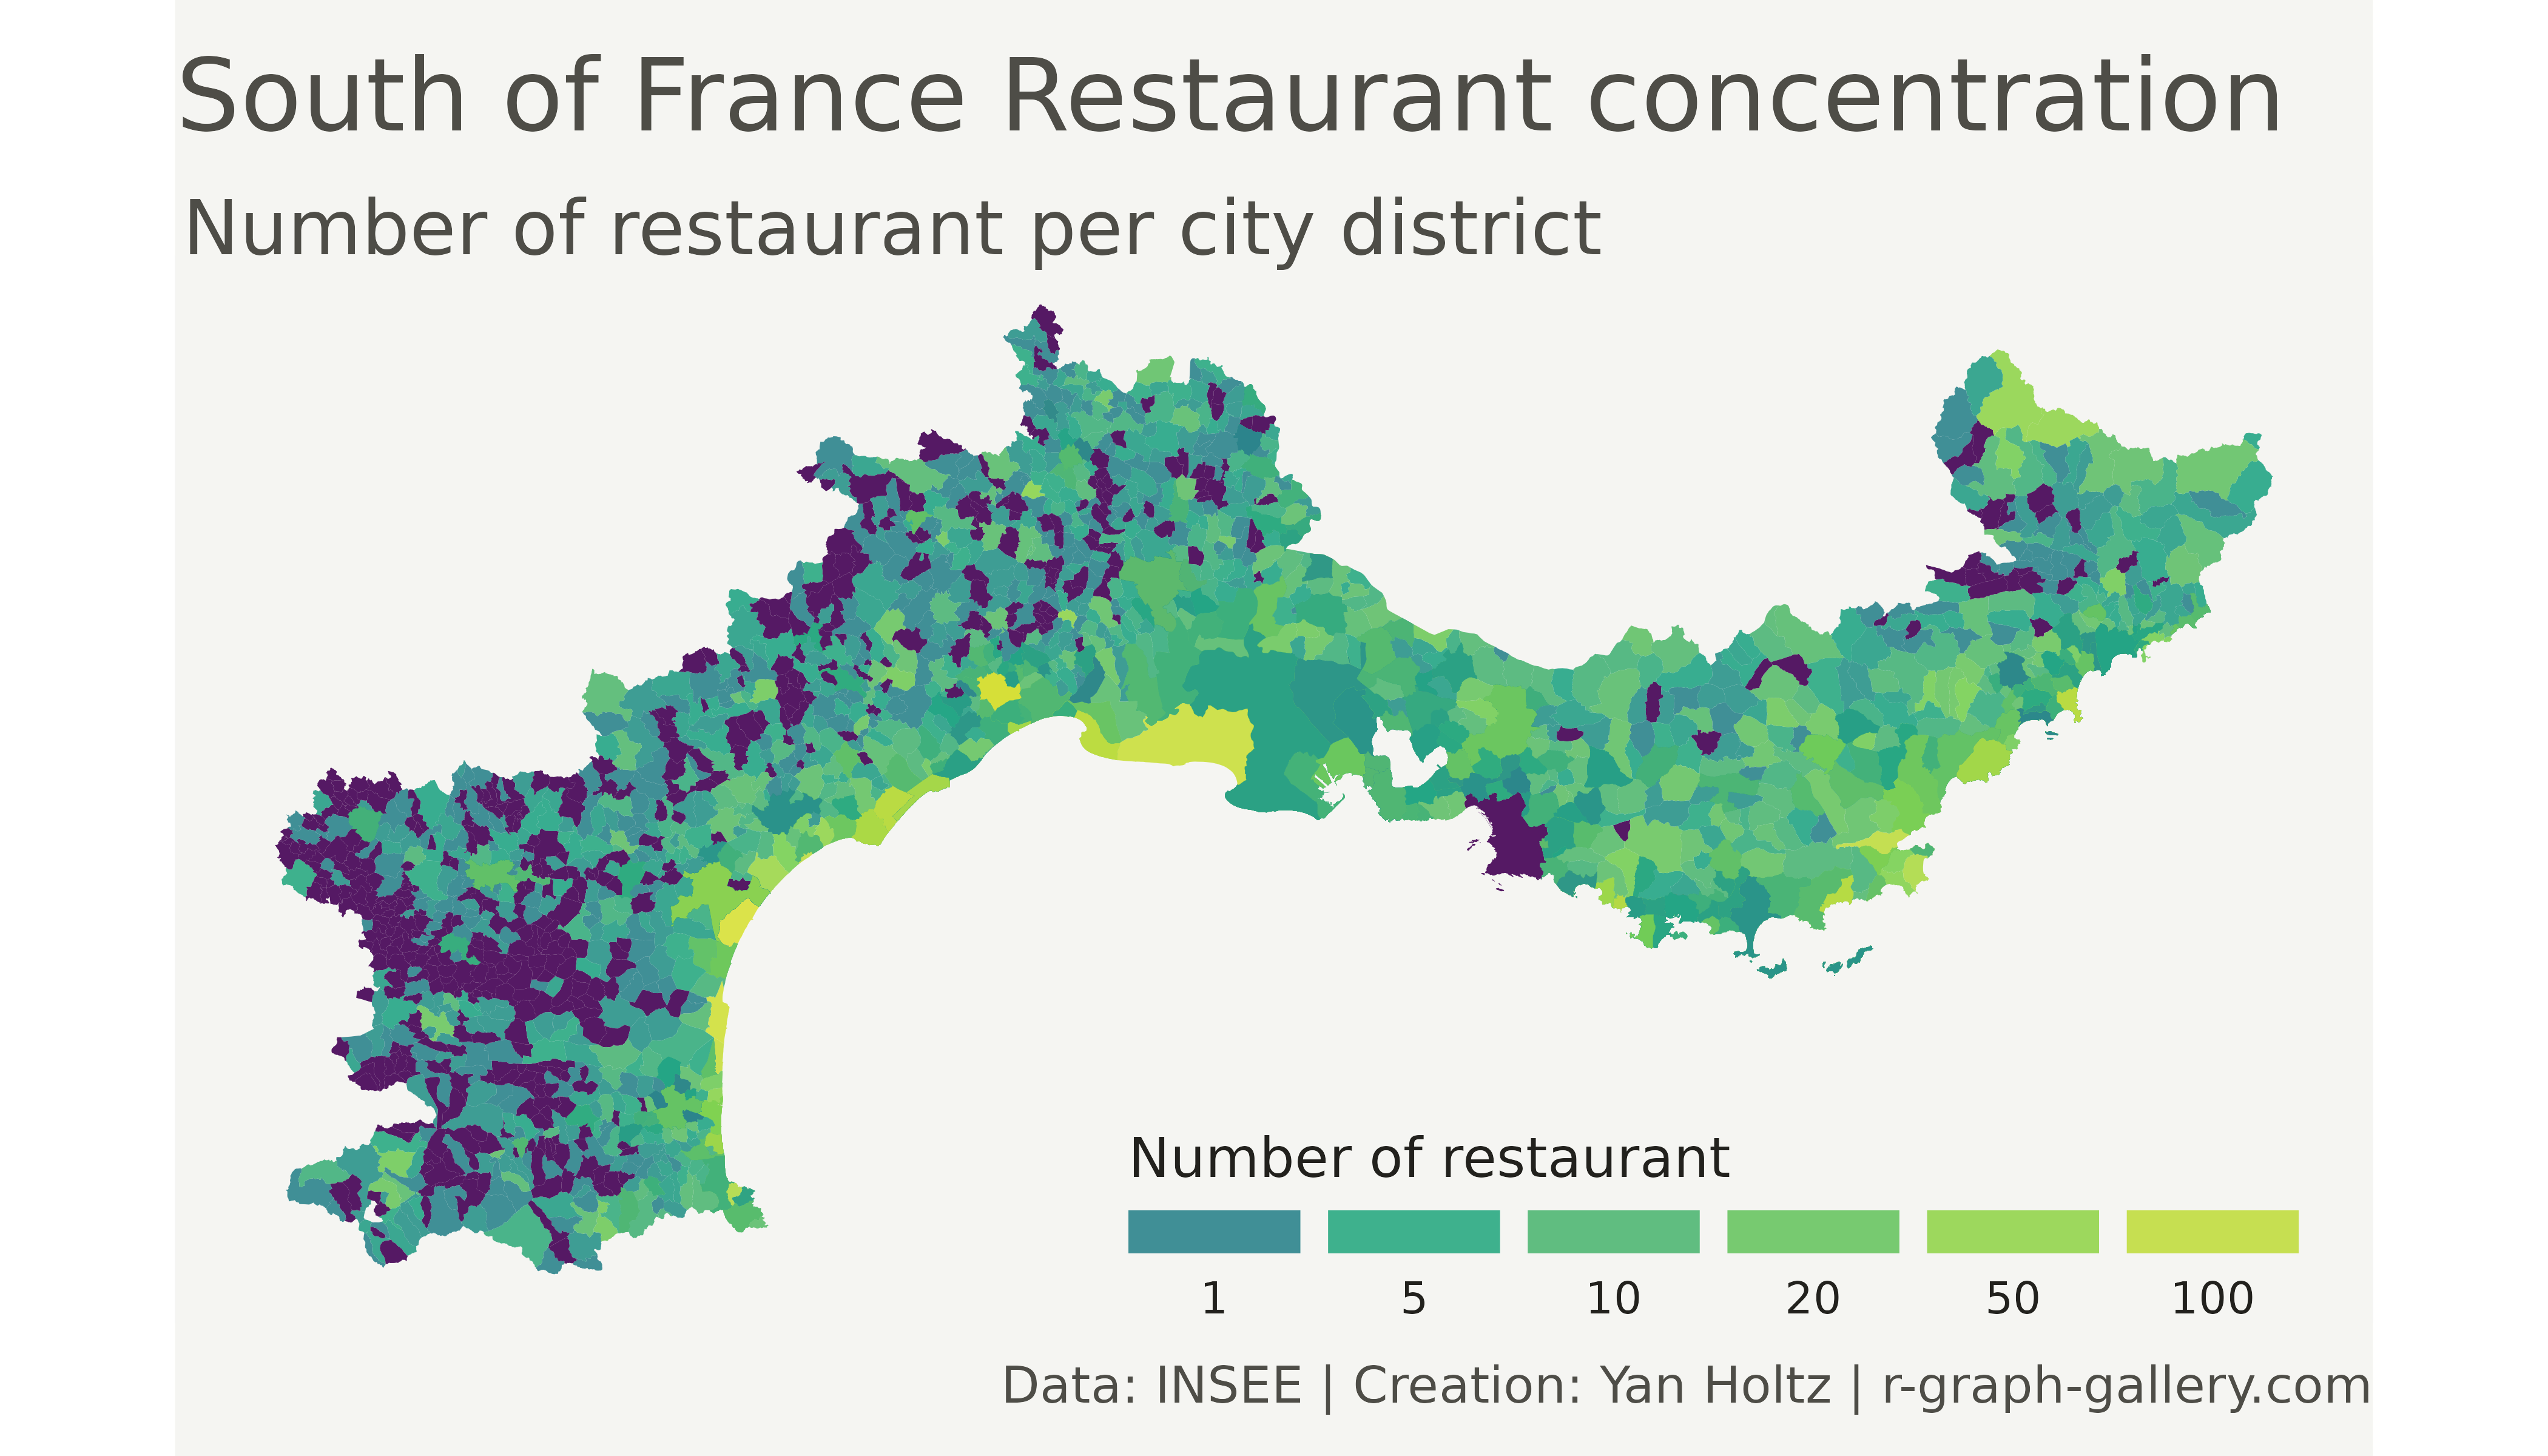 South of France Restaurant concentration
Number of restaurant per city district
Number of restaurant
1 5 10 20 50 100
Data: INSEE | Creation: Yan Holtz | r-graph-gallery.com